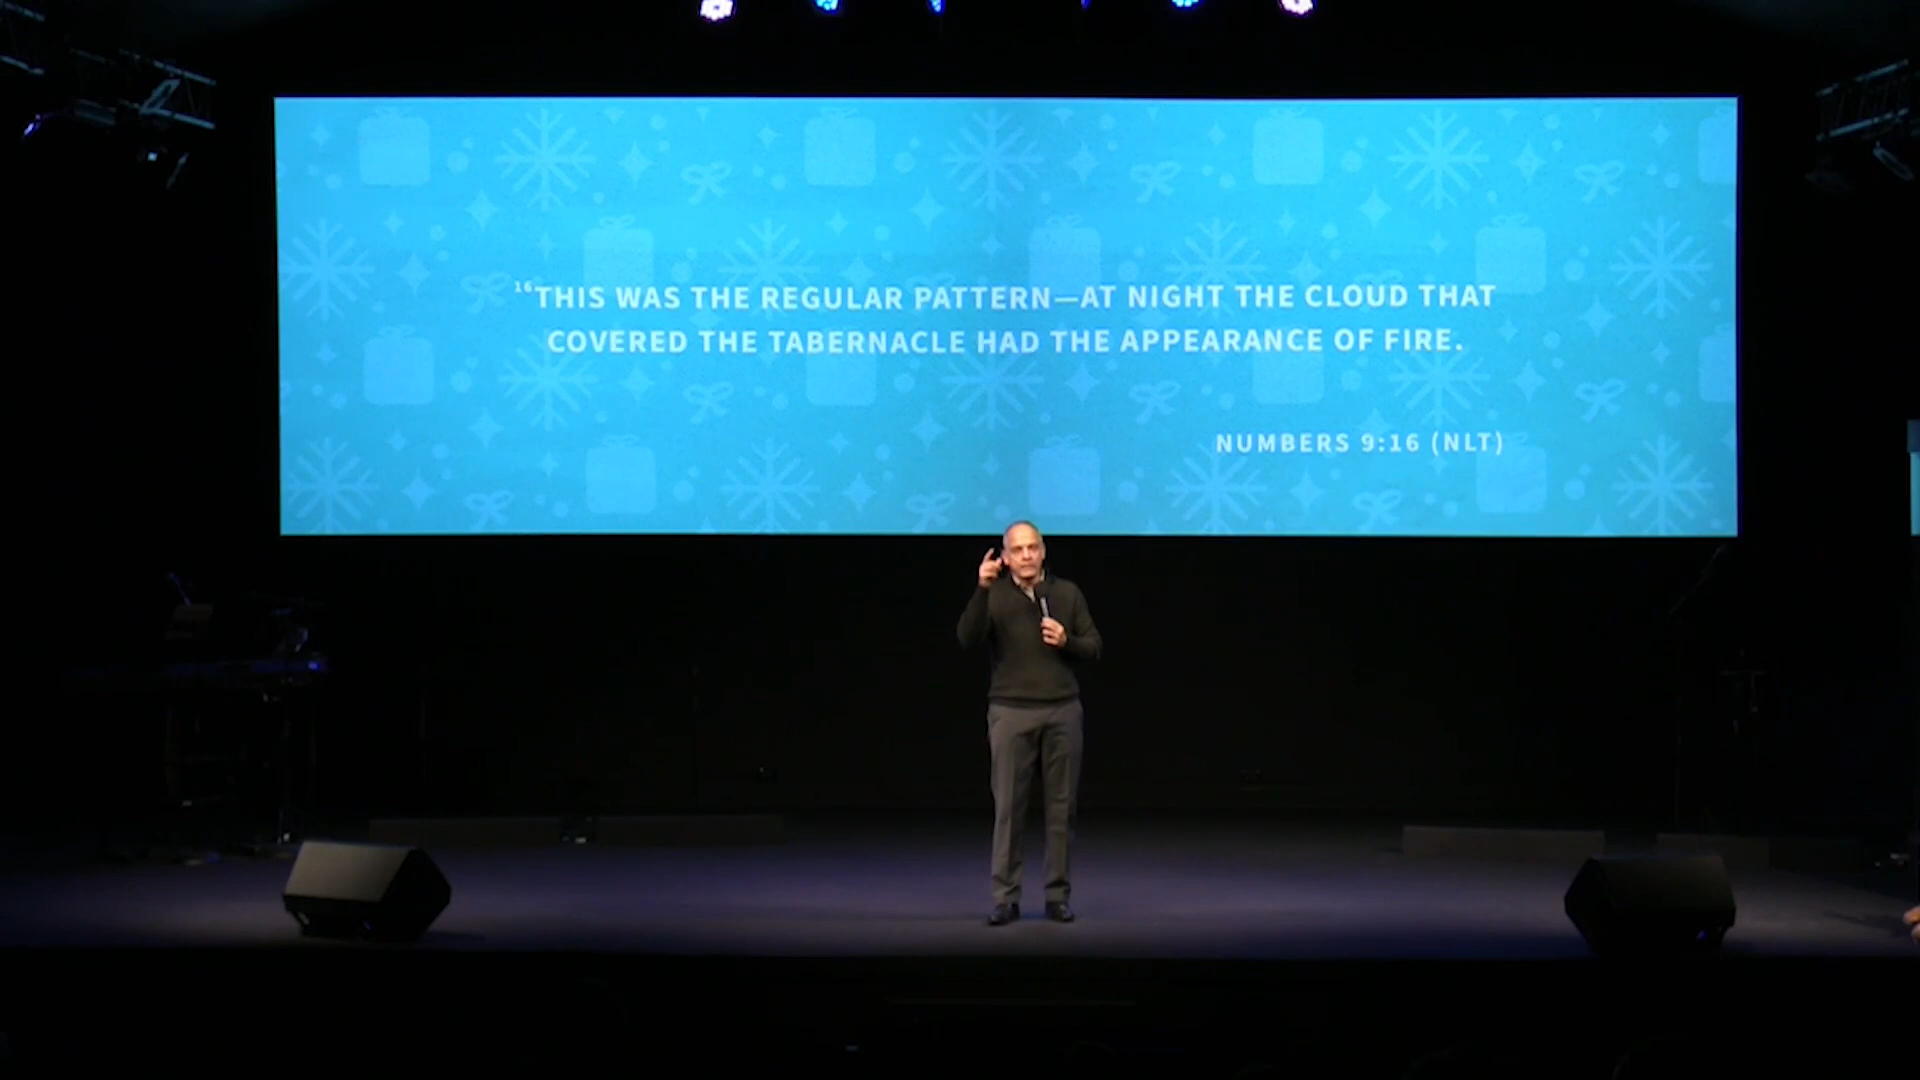 16THIS WAS THE REGULAR PATTERN—AT NIGHT THE CLOUD THAT
COVERED THE TABERNACLE HAD THE APPEARANCE OF FIRE.
NUMBERS 9:16 (NLT)